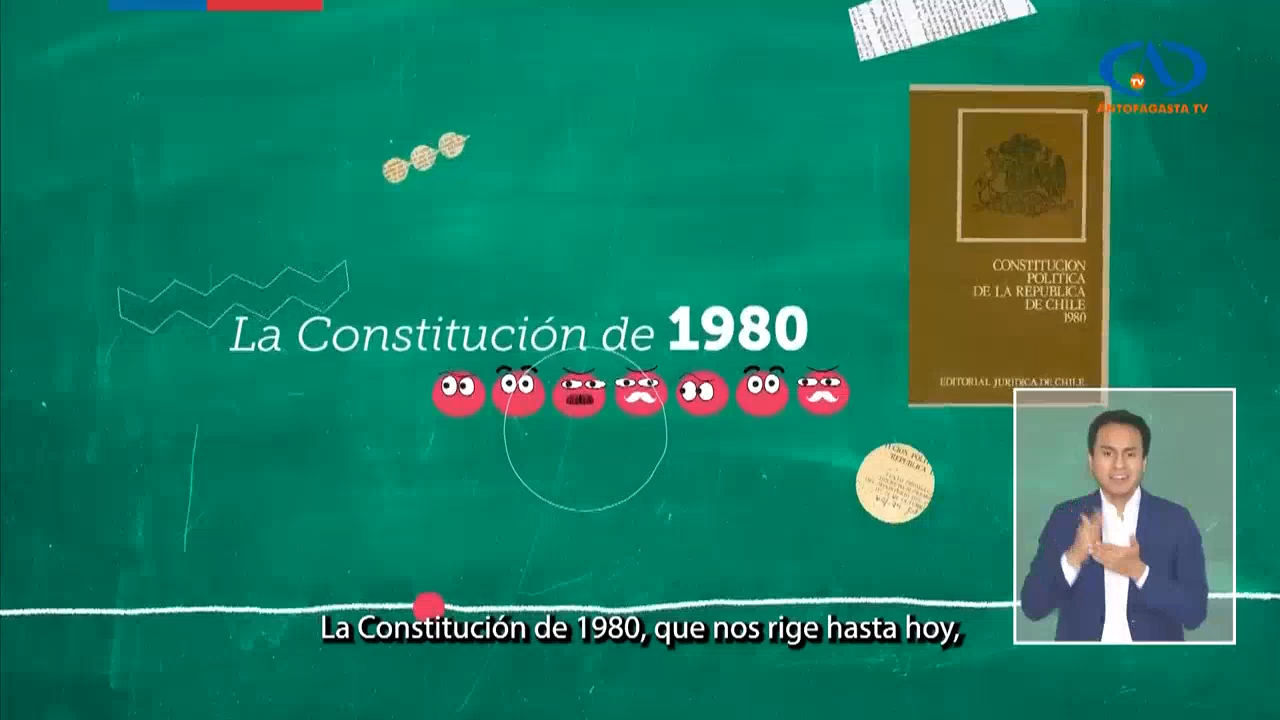 TV
ANTOFAGASTA TV
CONSTITUCION
POLITICA
DE LA REPUBLICA
DE CHILE
1980
EDITORIAL JURIDICA DE CHILE
La Constitución de 1980
La Constitución de 1980, que nos rige hasta hoy,